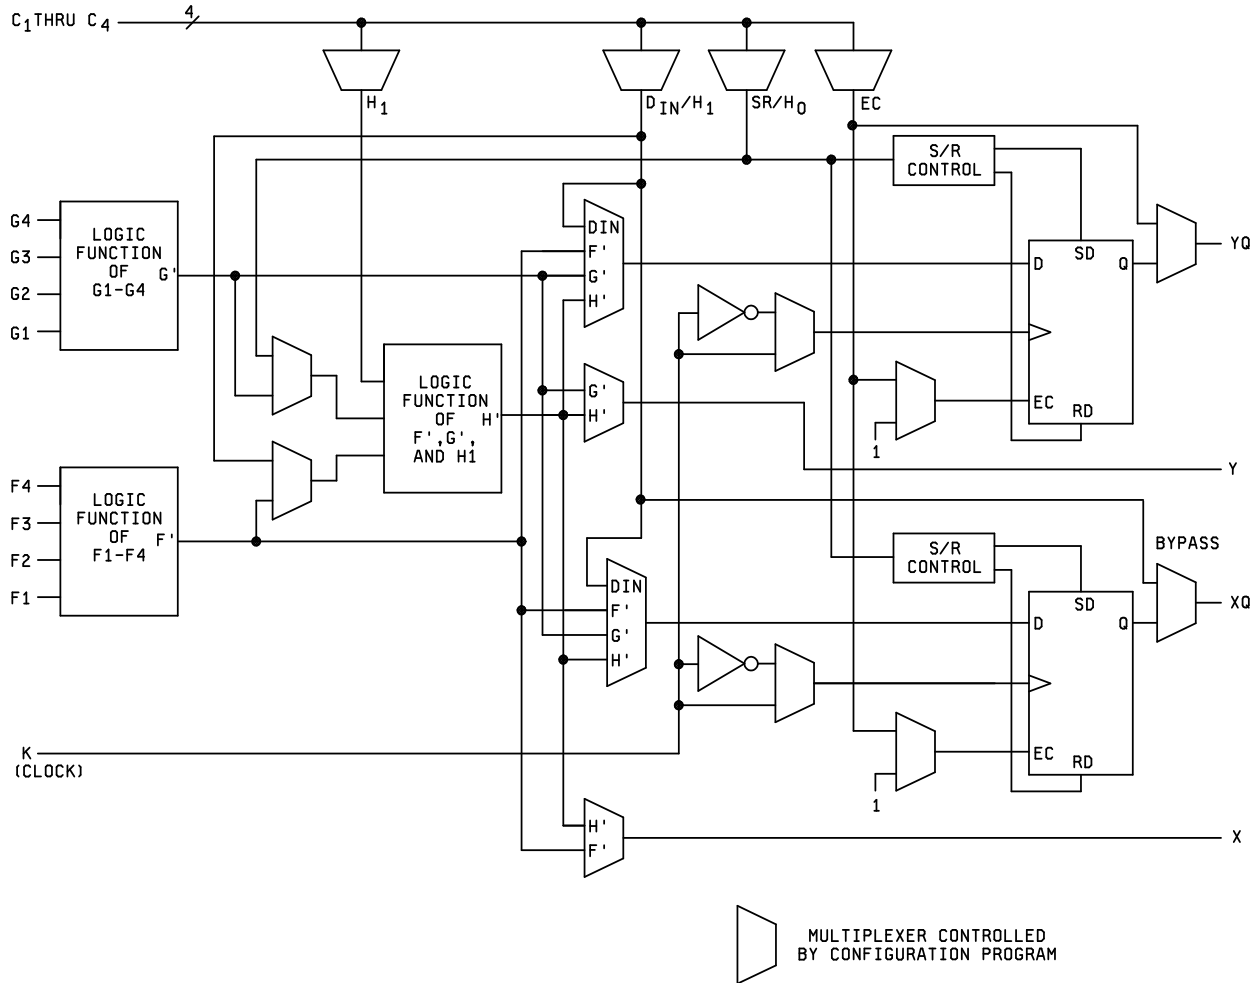 C1THRU C4
4
H1
DIN/H1
SR/H0
EC
S/R
CONTROL
G4
G3
G2
G1
LOGIC
FUNCTION
OF
G1-G4
G'
DIN
F'
G'
H'
D
SD
Q
EC
RD
YQ
1
LOGIC
FUNCTION
OF
F',G',
AND H1
H'
G'
H'
Y
F4
F3
F2
F1
LOGIC
FUNCTION
OF
F1-F4
F'
S/R
CONTROL
BYPASS
DIN
F'
G'
H'
D
SD
Q
EC
RD
XQ
1
K
(CLOCK)
H'
F'
X
MULTIPLEXER CONTROLLED
BY CONFIGURATION PROGRAM